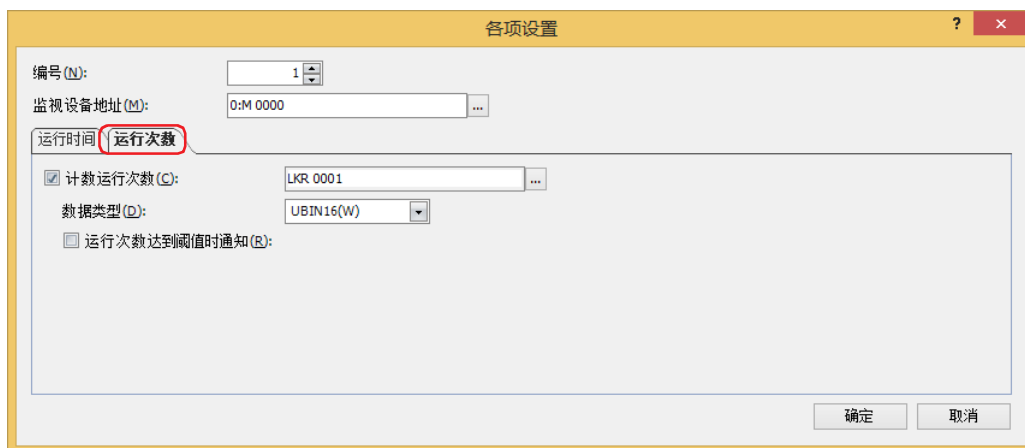 各项设置
? ×
编号(N): 1
监视设备地址(M): 0:M 0000 ...
运行时间 运行次数
计数运行次数(C): LKR 0001 ...
数据类型(D): UBIN16(W)
运行次数达到阈值时通知(R):
确定 取消